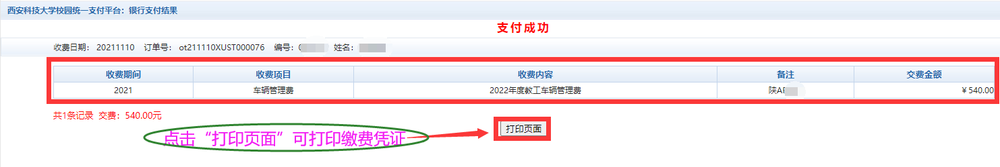 西安科技大学校园统一支付平台：银行支付结果
支付成功
收费日期： 20211110 订单号： ot211110XUST000076 编号： 姓名：
收费期间 收费项目 收费内容 备注 交费金额
2021 车辆管理费 2022年度教工车辆管理费 陕A ￥540.00
共1条记录 交费：540.00元
打印页面
点击“打印页面”可打印缴费凭证